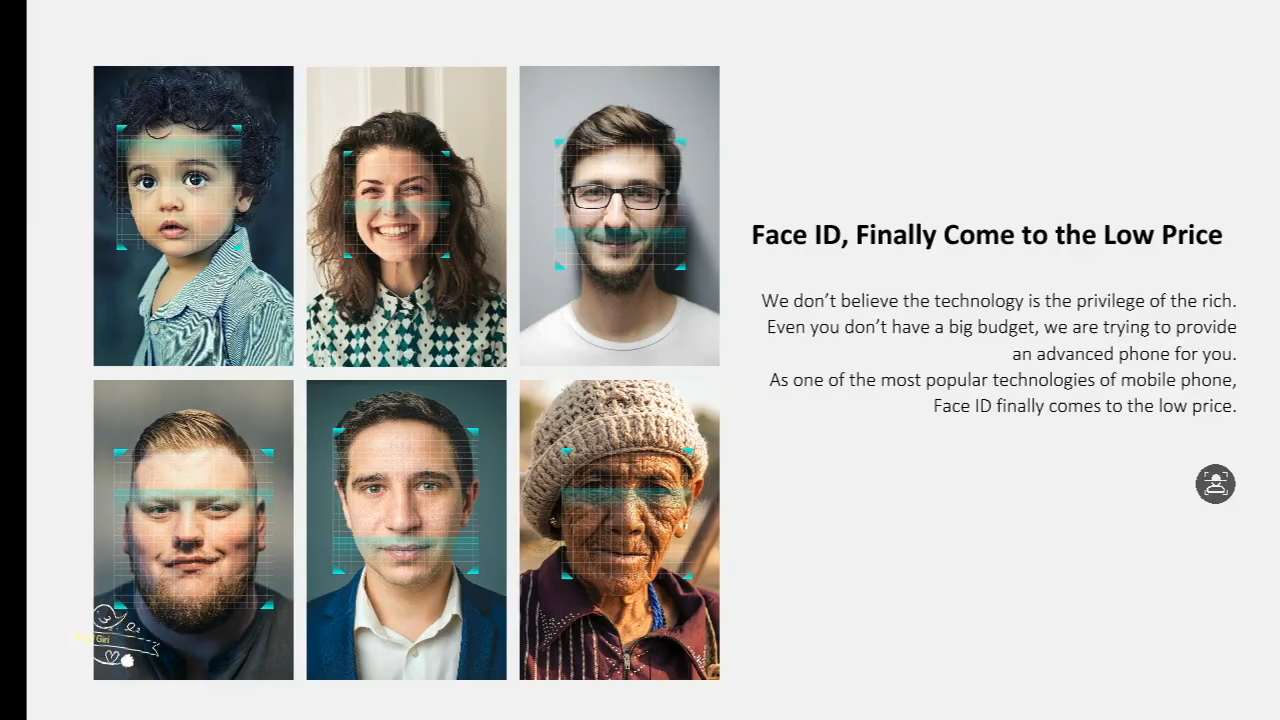 Face ID, Finally Come to the Low Price
We don’t believe the technology is the privilege of the rich.
Even you don’t have a big budget, we are trying to provide
an advanced phone for you.
As one of the most popular technologies of mobile phone,
Face ID finally comes to the low price.
Giri